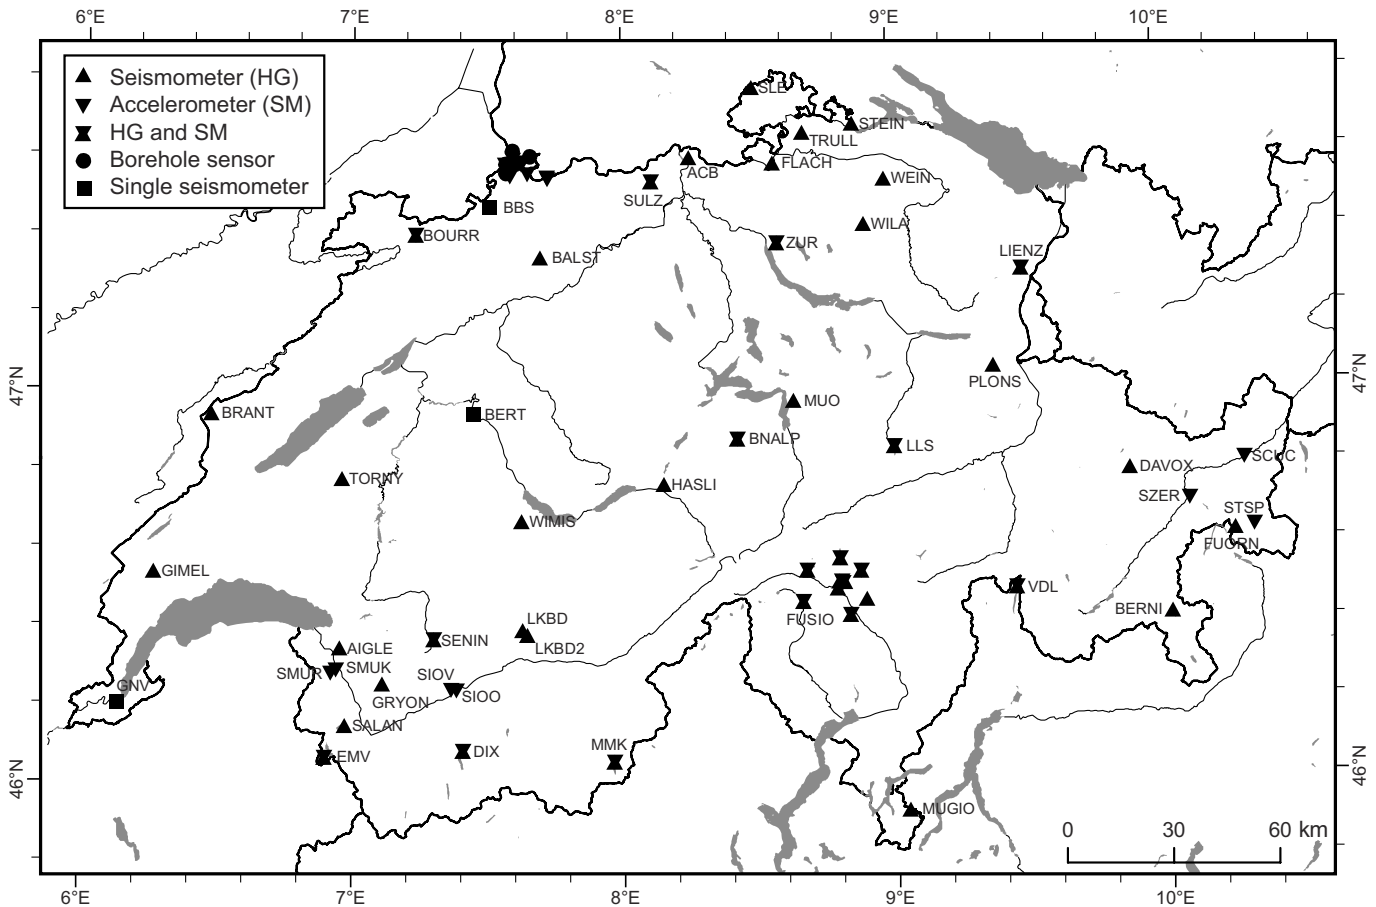 6°E 7°E 8°E 9°E 10°E
Seismometer (HG)
Accelerometer (SM)
HG and SM
Borehole sensor
Single seismometer
SLE
STEIN
TRULL
FLACH
ACB
WEIN
SULZ
BBS
BOURR
WILA
ZUR
BALST
LIENZ
47°N
47°N
PLONS
MUO
BRANT
BERT
BNALP
LLS
SCUC
DAVOX
TORNY
HASLI
SZER
STSP
WIMIS
FUORN
GIMEL
VDL
BERNI
FUSIO
LKBD
SENIN
LKBD2
AIGLE
SMUK
SMUR
SIOV
GNV
SIOO
GRYON
SALAN
MMK
DIX
EMV
46°N
46°N
MUGIO
0 30 60 km
6°E 7°E 8°E 9°E 10°E